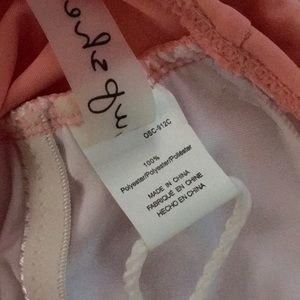 OSC-912C
100%
Polyester/Polyester/Poliéster
MADE IN CHINA
FABRIQUÉ EN CHINE
HECHO EN CHINA